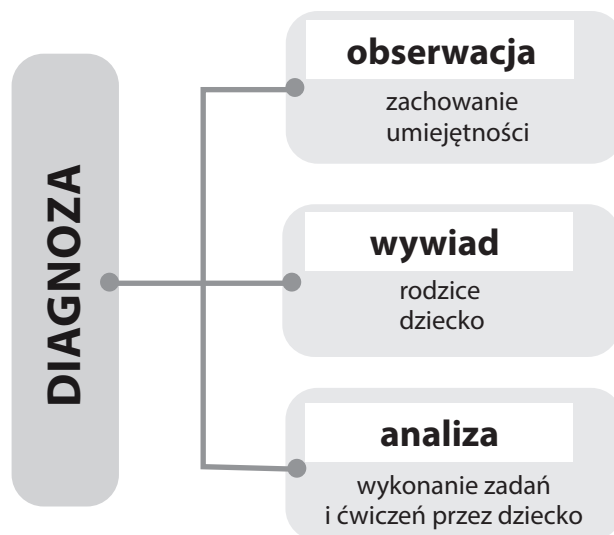 DIAGNOZA
obserwacja
zachowanie
umiejętności
wywiad
rodzice
dziecko
analiza
wykonanie zadań
i ćwiczeń przez dziecko